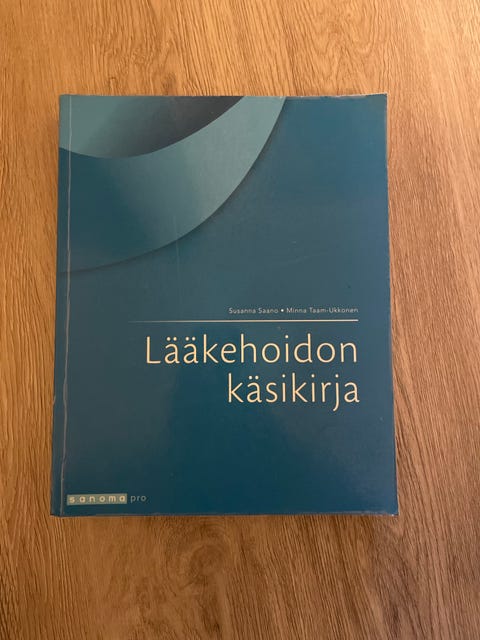 Susanna Saano • Minna Taam-Ukkonen
Lääkehoidon
käsikirja
sanoma pro